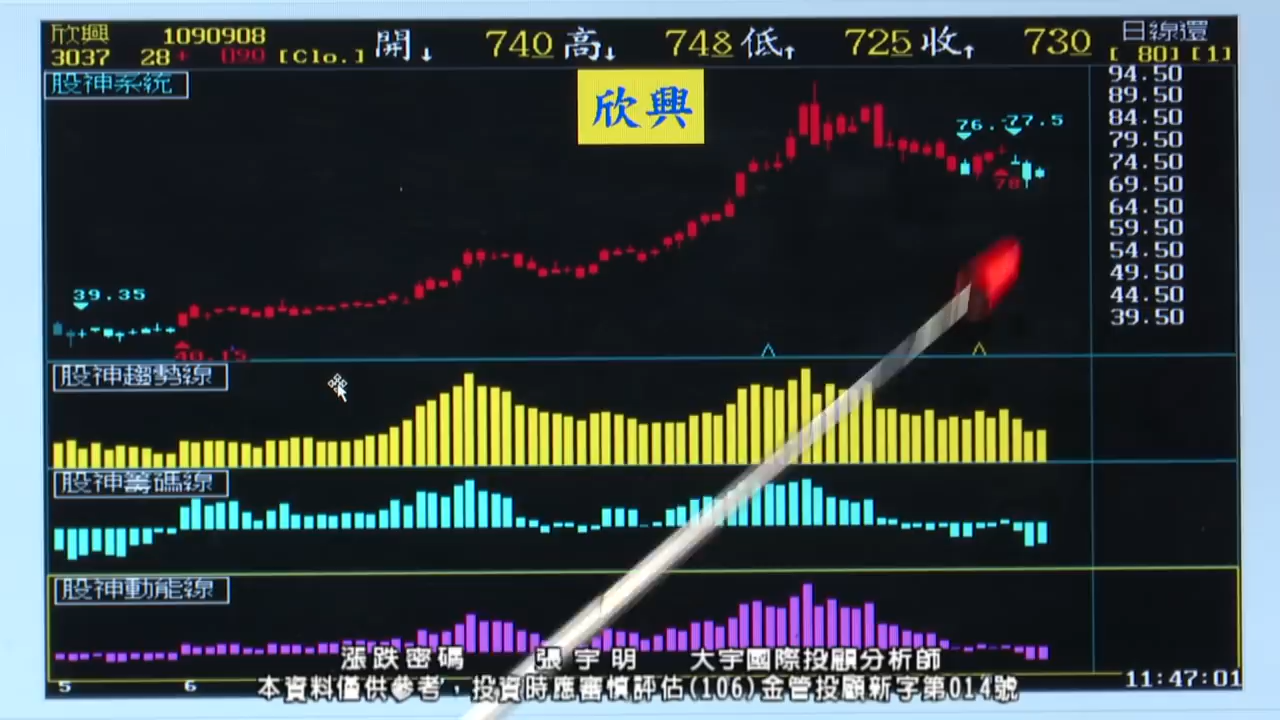 欣興 1090908 開↓ 740 高↓ 748 低↑ 725 收↑ 730 日線還
3037 28+ 090 [Clo.] [ 80][1]
股神系統
欣興
94.50
89.50
84.50
79.50
74.50
69.50
64.50
59.50
54.50
49.50
44.50
39.50
76. 77.5
78
39.35
40.15
股神趨勢線
股神籌碼線
股神動能線
5 6
11:47:01
漲跌密碼 張宇明 大宇國際投顧分析師
本資料僅供參考，投資時應審慎評估(106)金管投顧新字第014號